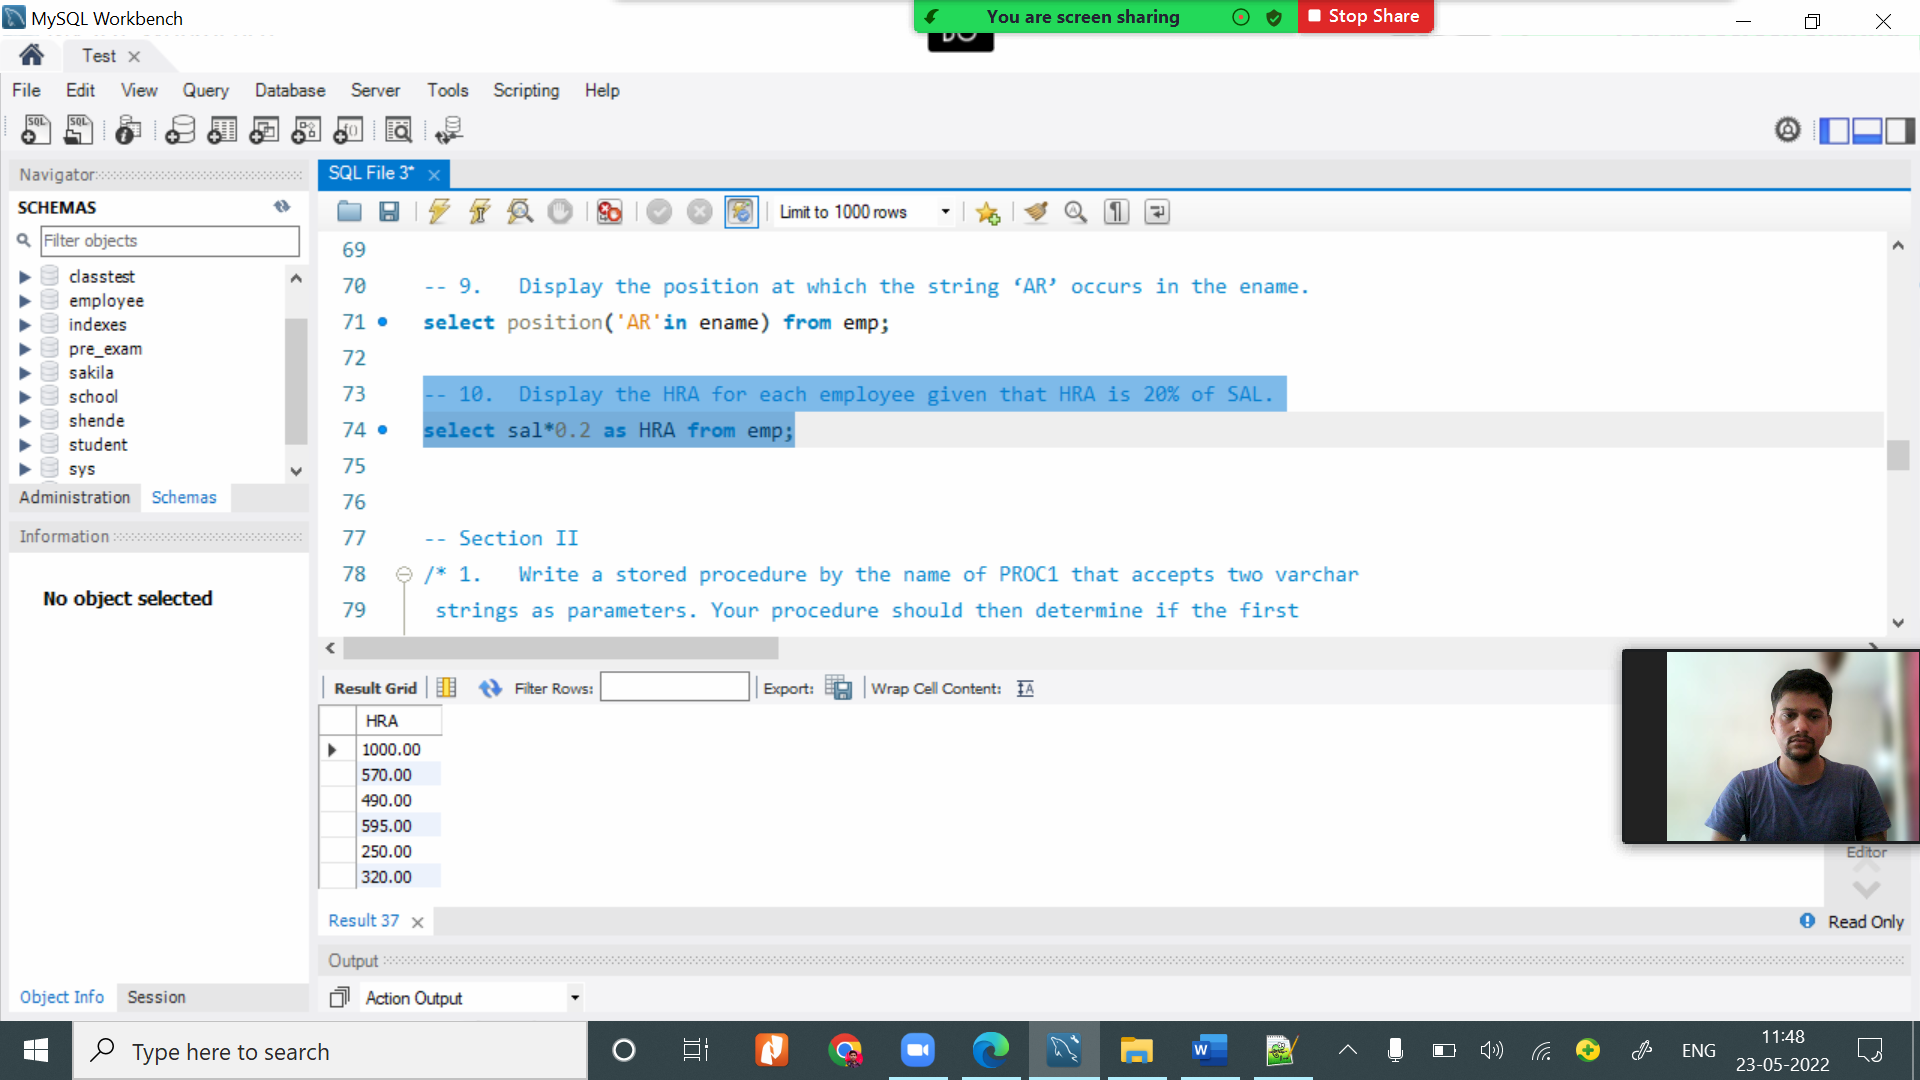 MySQL Workbench
You are screen sharing
Stop Share
Test
File Edit View Query Database Server Tools Scripting Help
Navigator
SQL File 3*
SCHEMAS
Limit to 1000 rows
Filter objects
classtest
employee
indexes
pre_exam
sakila
school
shende
student
sys
Administration Schemas
Information
No object selected
69
70 -- 9. Display the position at which the string ‘AR’ occurs in the ename.
71 select position('AR'in ename) from emp;
72
73 -- 10. Display the HRA for each employee given that HRA is 20% of SAL.
74 select sal*0.2 as HRA from emp;
75
76
77 -- Section II
78 /* 1. Write a stored procedure by the name of PROC1 that accepts two varchar
79 strings as parameters. Your procedure should then determine if the first
Result Grid Filter Rows: Export: Wrap Cell Content:
HRA
1000.00
570.00
490.00
595.00
250.00
320.00
Editor
Result 37
Read Only
Output
Object Info Session
Action Output
Type here to search
ENG
11:48
23-05-2022